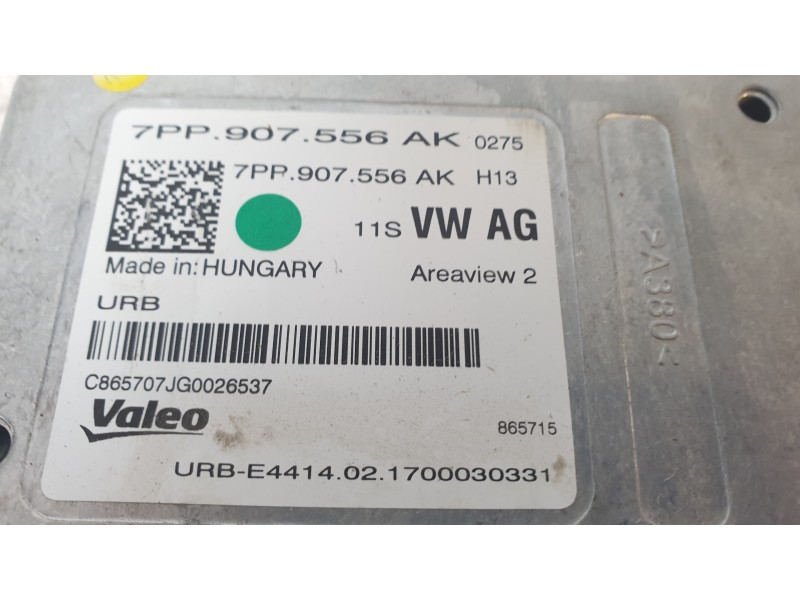 7PP.907.556 AK 0275
7PP.907.556 AK H13
11S VW AG
Made in: HUNGARY Areaview 2
URB
C865707JG0026537
Valeo 865715
URB-E4414.02.1700030331
>A380<